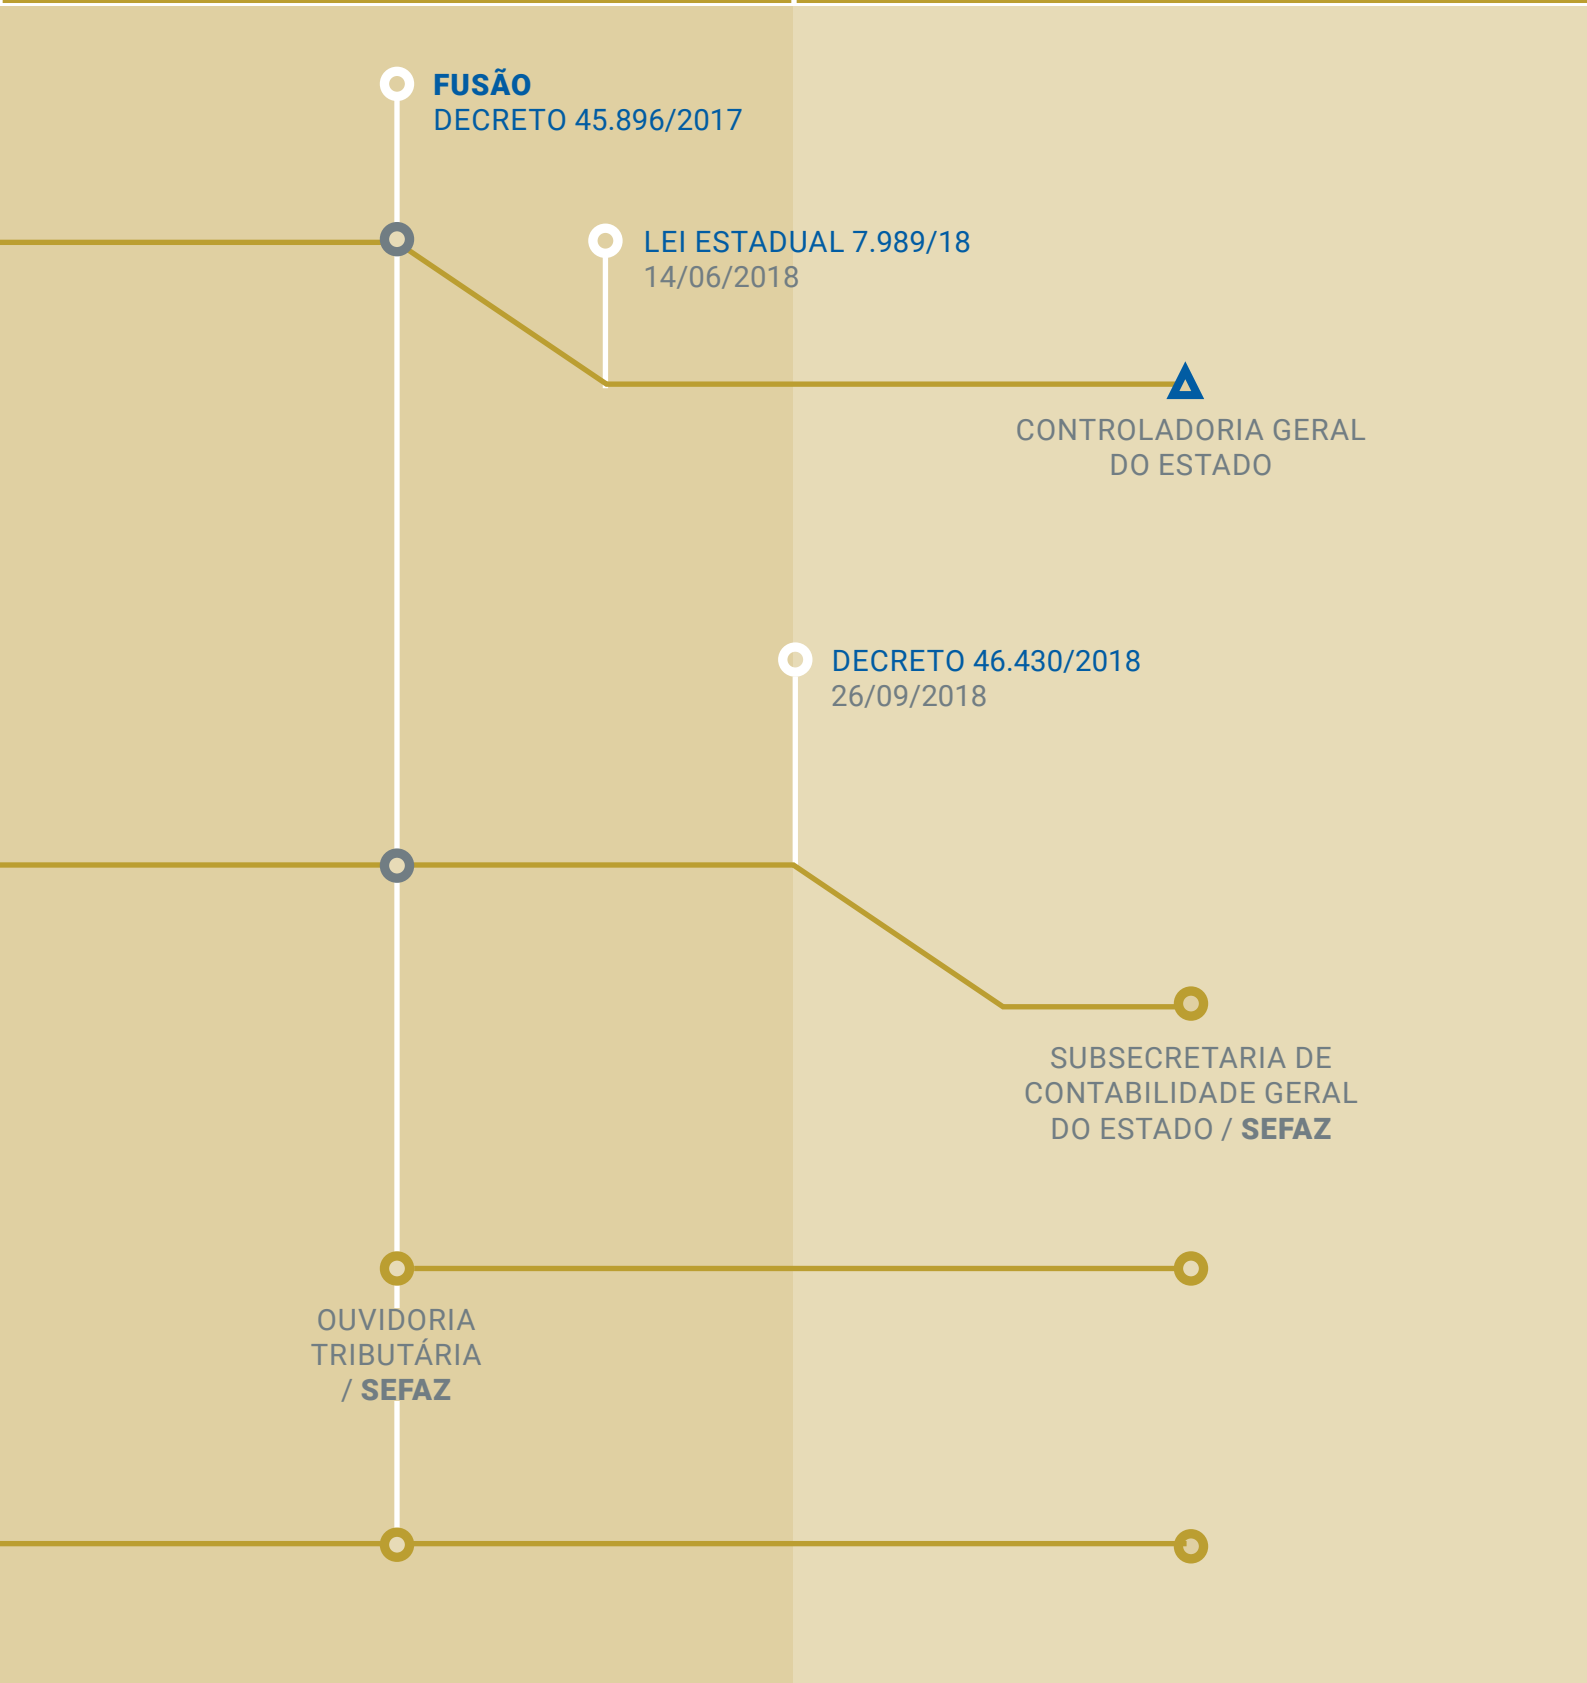 FUSÃO
DECRETO 45.896/2017
LEI ESTADUAL 7.989/18
14/06/2018
CONTROLADORIA GERAL
DO ESTADO
DECRETO 46.430/2018
26/09/2018
SUBSECRETARIA DE
CONTABILIDADE GERAL
DO ESTADO / SEFAZ
OUVIDORIA
TRIBUTÁRIA
/ SEFAZ